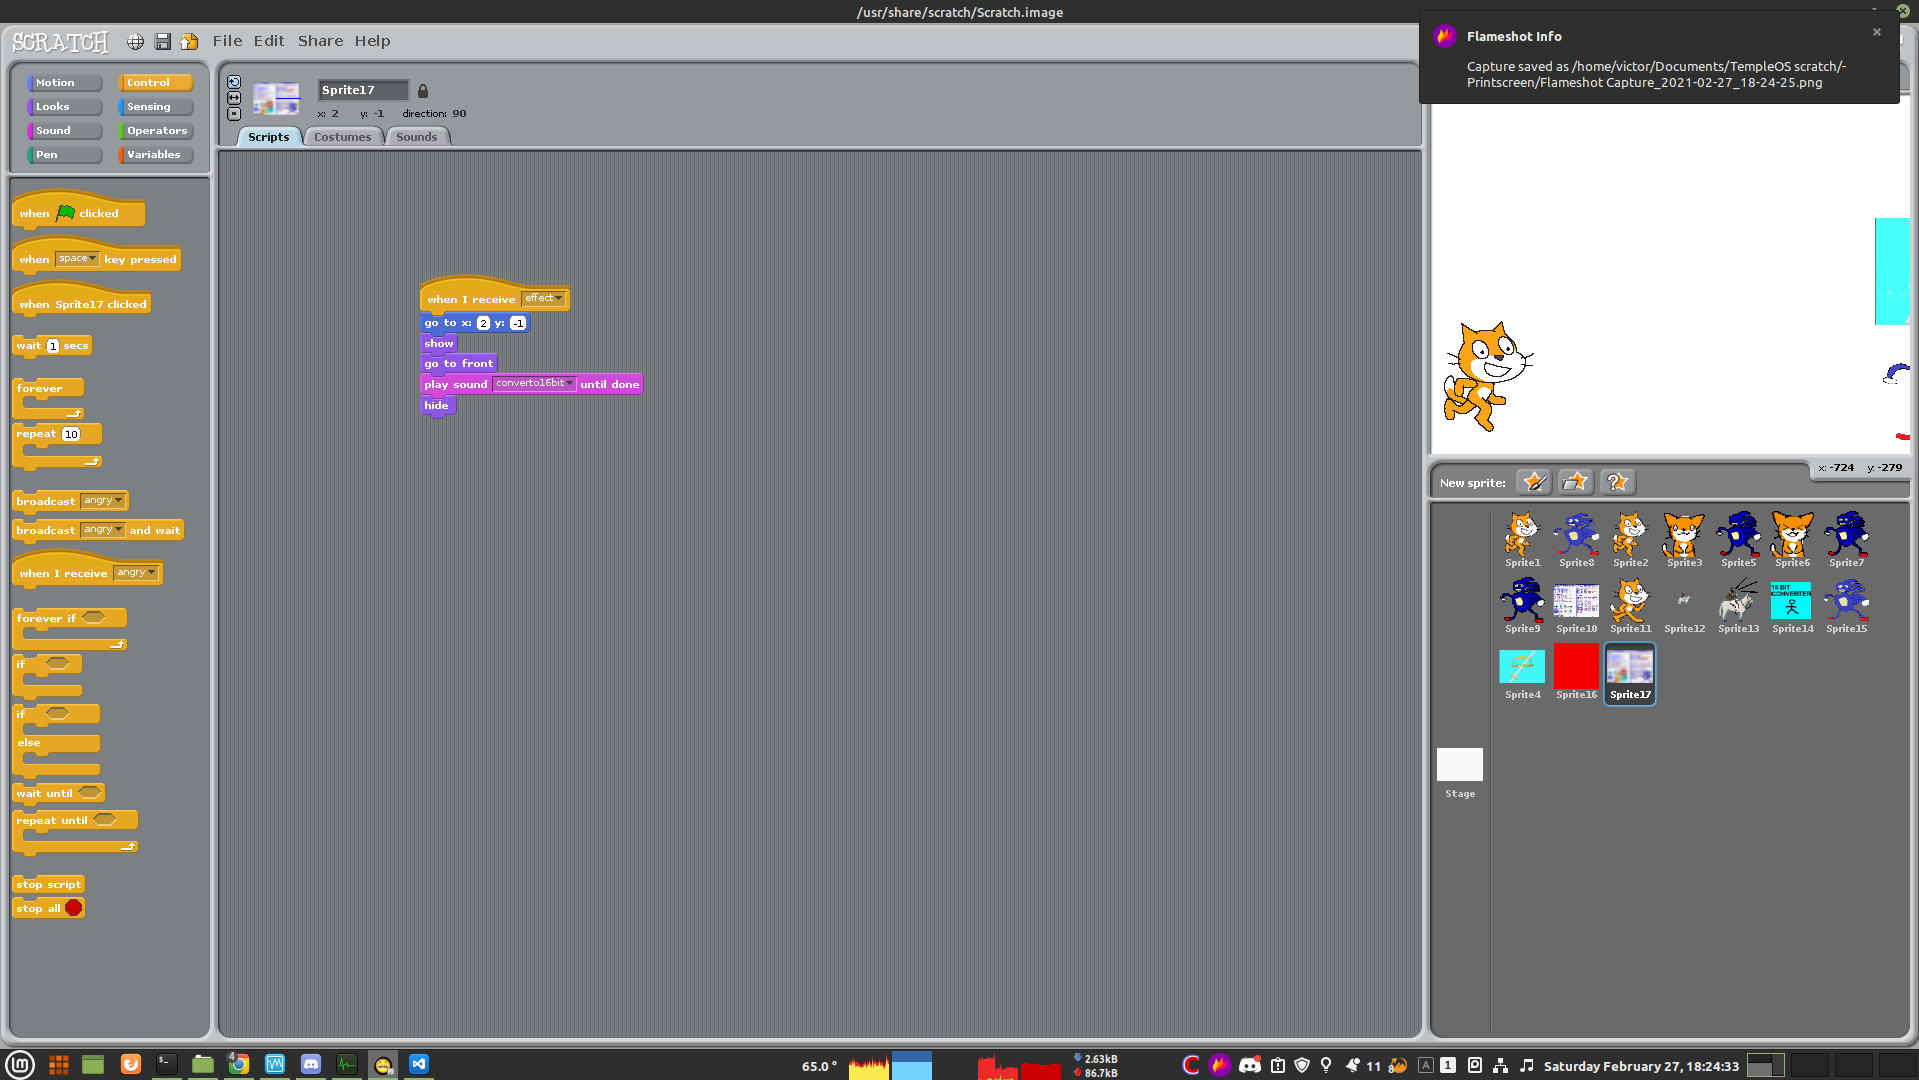 /usr/share/scratch/Scratch.image
SCRATCH File Edit Share Help
Flameshot Info
Capture saved as /home/victor/Documents/TempleOS scratch/-
Printscreen/Flameshot Capture_2021-02-27_18-24-25.png
Motion Control
Looks Sensing
Sound Operators
Pen Variables
Sprite17
x: 2 y: -1 direction: 90
Scripts Costumes Sounds
when clicked
when space key pressed
when Sprite17 clicked
wait 1 secs
forever
repeat 10
broadcast angry
broadcast angry and wait
when I receive angry
forever if
if
if
else
wait until
repeat until
stop script
stop all
when I receive effect
go to x: 2 y: -1
show
go to front
play sound converto16bit until done
hide
x: -724 y: -279
New sprite:
Sprite1 Sprite8 Sprite2 Sprite3 Sprite5 Sprite6 Sprite7
16 BIT
CONVERTER
Sprite9 Sprite10 Sprite11 Sprite12 Sprite13 Sprite14 Sprite15
Sprite4 Sprite16 Sprite17
Stage
4
65.0 °
2.63kB
86.7kB
11
A
1
Saturday February 27, 18:24:33